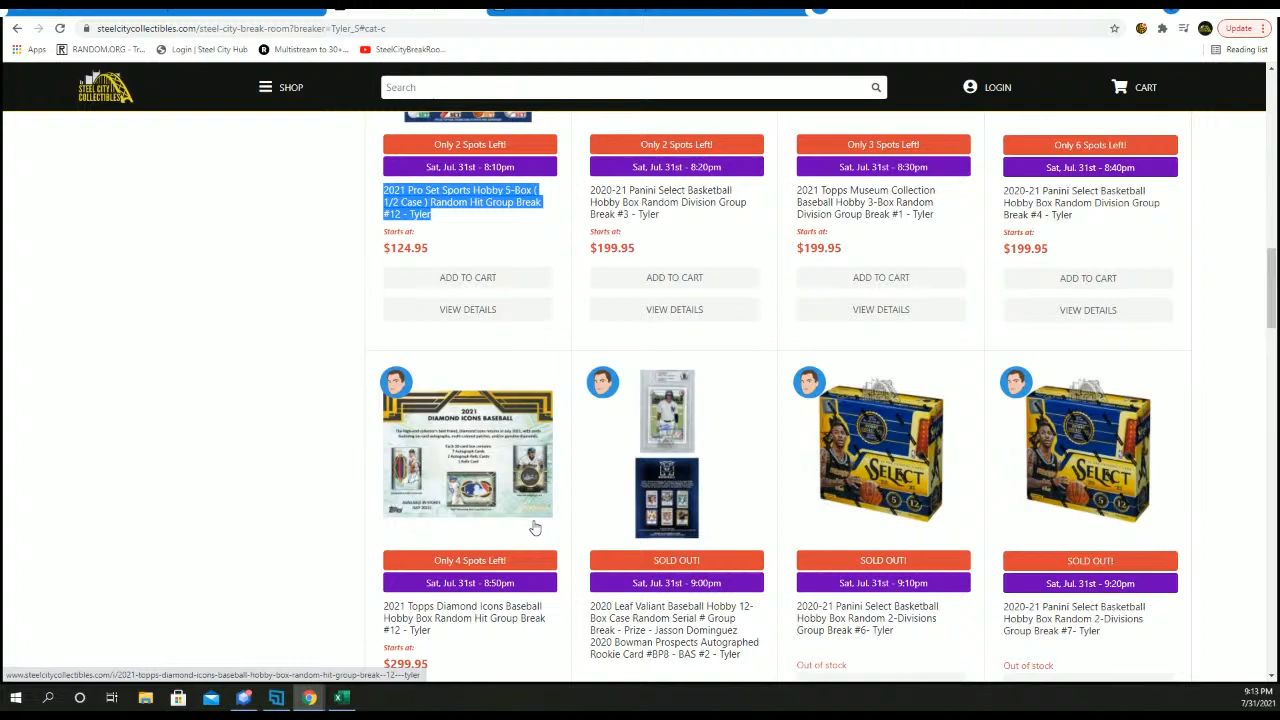 steelcitycollectibles.com/steel-city-break-room?breaker=Tyler_S#cat-c
Update
Apps
RANDOM.ORG - Tr...
Login | Steel City Hub
Multistream to 30+...
SteelCityBreakRoo...
Reading list
STEEL CITY
COLLECTIBLES
SHOP
Search
LOGIN
CART
Only 2 Spots Left!
Sat, Jul. 31st - 8:10pm
2021 Pro Set Sports Hobby 5-Box (
1/2 Case ) Random Hit Group Break
#12 - Tyler
Starts at:
$124.95
ADD TO CART
VIEW DETAILS
Only 2 Spots Left!
Sat, Jul. 31st - 8:20pm
2020-21 Panini Select Basketball
Hobby Box Random Division Group
Break #3 - Tyler
Starts at:
$199.95
ADD TO CART
VIEW DETAILS
Only 3 Spots Left!
Sat, Jul. 31st - 8:30pm
2021 Topps Museum Collection
Baseball Hobby 3-Box Random
Division Group Break #1 - Tyler
Starts at:
$199.95
ADD TO CART
VIEW DETAILS
Only 6 Spots Left!
Sat, Jul. 31st - 8:40pm
2020-21 Panini Select Basketball
Hobby Box Random Division Group
Break #4 - Tyler
Starts at:
$199.95
ADD TO CART
VIEW DETAILS
2021
DIAMOND ICONS BASEBALL
AVAILABLE IN STORES
JULY 2021
topps
Only 4 Spots Left!
Sat, Jul. 31st - 8:50pm
2021 Topps Diamond Icons Baseball
Hobby Box Random Hit Group Break
#12 - Tyler
Starts at:
$299.95
SOLD OUT!
Sat, Jul. 31st - 9:00pm
2020 Leaf Valiant Baseball Hobby 12-
Box Case Random Serial # Group
Break - Prize - Jasson Dominguez
2020 Bowman Prospects Autographed
Rookie Card #BP8 - BAS #2 - Tyler
SELECT
5
12
SOLD OUT!
Sat, Jul. 31st - 9:10pm
2020-21 Panini Select Basketball
Hobby Box Random 2-Divisions
Group Break #6- Tyler
Out of stock
SELECT
5
12
SOLD OUT!
Sat, Jul. 31st - 9:20pm
2020-21 Panini Select Basketball
Hobby Box Random 2-Divisions
Group Break #7- Tyler
Out of stock
www.steelcitycollectibles.com/i/2021-topps-diamond-icons-baseball-hobby-box-random-hit-group-break--12---tyler
9:13 PM
7/31/2021